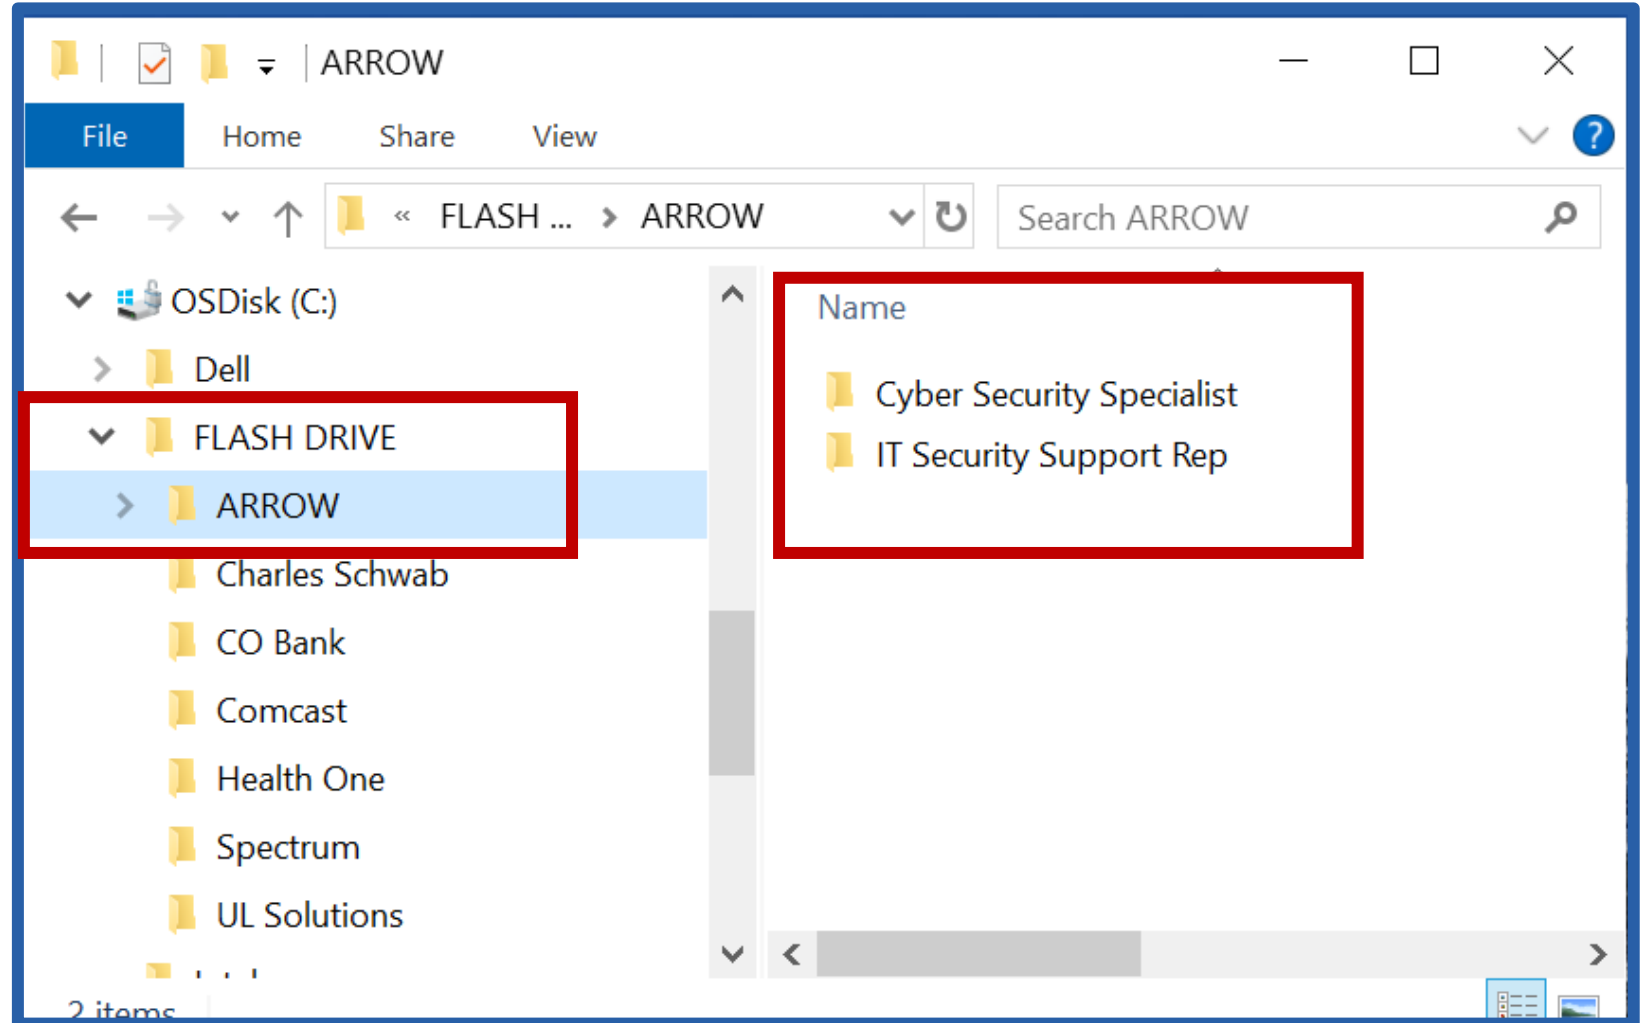 ARROW
File Home Share View
?
« FLASH ... > ARROW
Search ARROW
OSDisk (C:)
Dell
FLASH DRIVE
ARROW
Charles Schwab
CO Bank
Comcast
Health One
Spectrum
UL Solutions
Name
Cyber Security Specialist
IT Security Support Rep
2 items